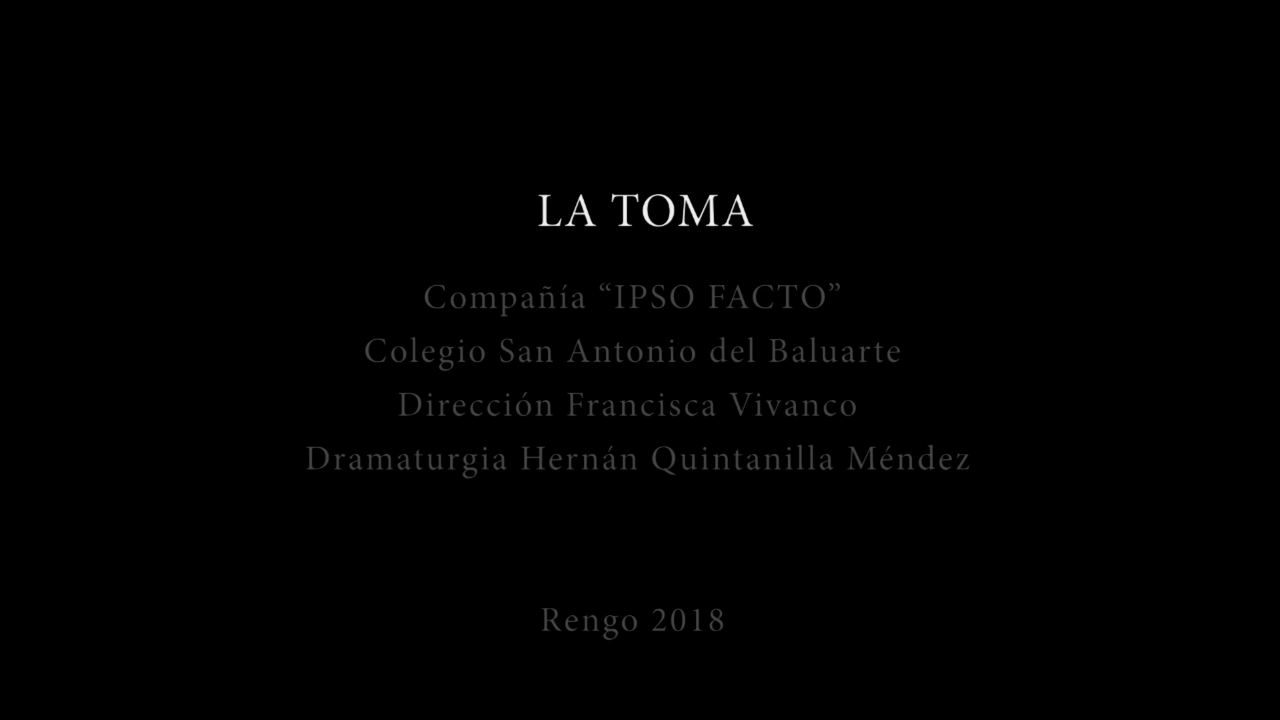 LA TOMA
Compañía “IPSO FACTO”
Colegio San Antonio del Baluarte
Dirección Francisca Vivanco
Dramaturgia Hernán Quintanilla Méndez
Rengo 2018